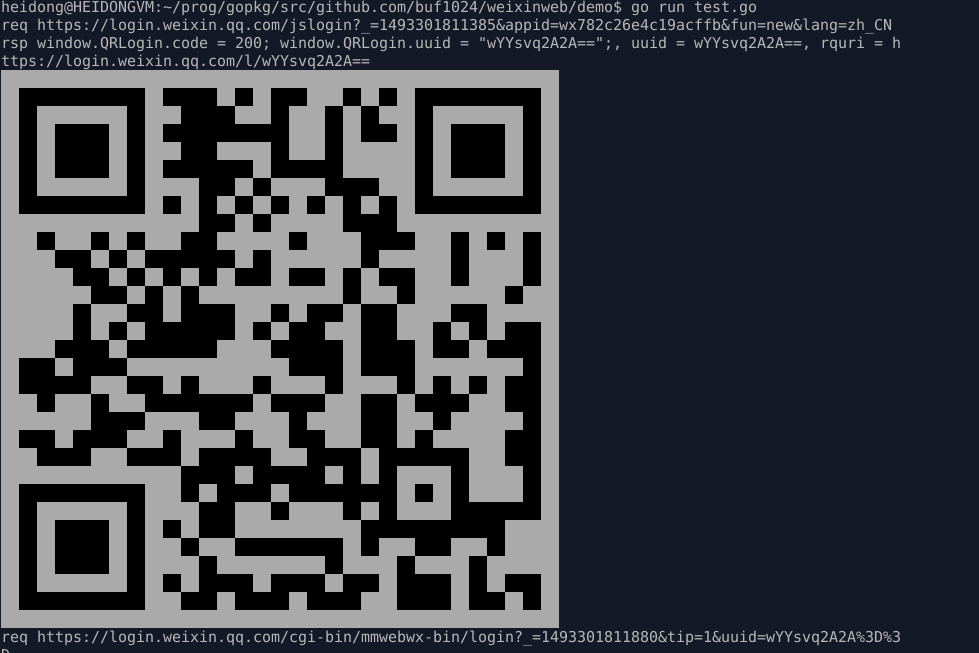 heidong@HEIDONGVM:~/prog/gopkg/src/github.com/buf1024/weixinweb/demo$ go run test.go
req https://login.weixin.qq.com/jslogin?_=1493301811385&appid=wx782c26e4c19acffb&fun=new&lang=zh_CN
rsp window.QRLogin.code = 200; window.QRLogin.uuid = "wYYsvq2A2A==";, uuid = wYYsvq2A2A==, rquri = h
ttps://login.weixin.qq.com/l/wYYsvq2A2A==
req https://login.weixin.qq.com/cgi-bin/mmwebwx-bin/login?_=1493301811880&tip=1&uuid=wYYsvq2A2A%3D%3